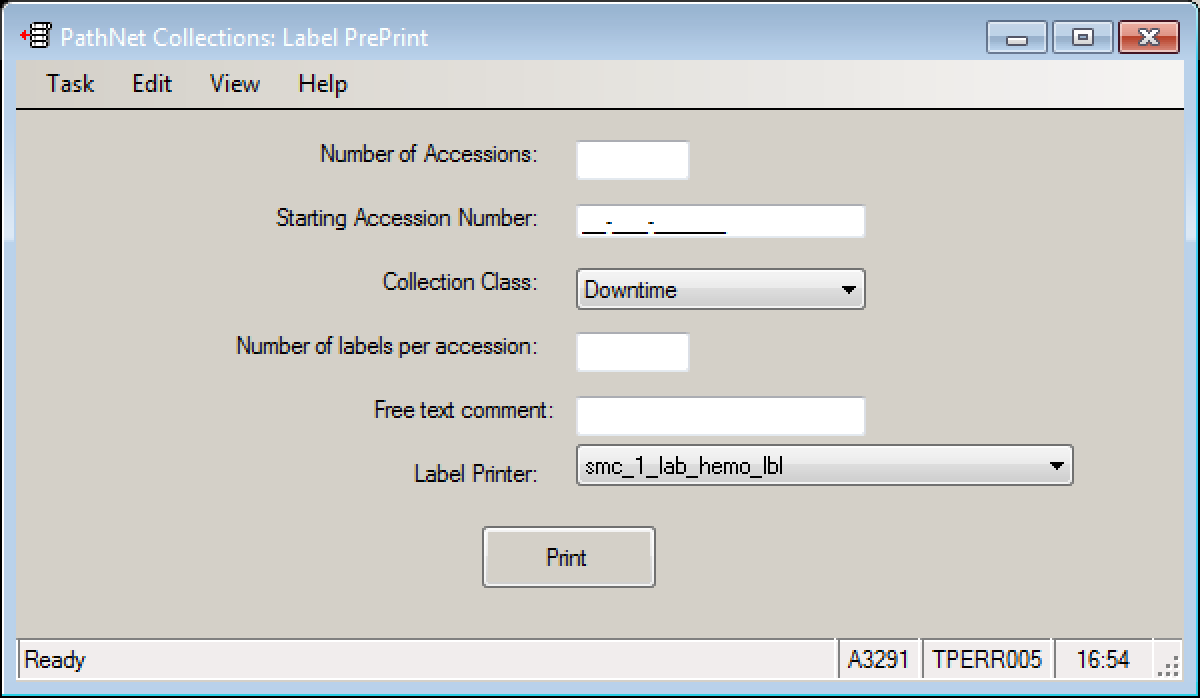 PathNet Collections: Label PrePrint
Task Edit View Help
Number of Accessions:
Starting Accession Number: __-___-______
Collection Class: Downtime
Number of labels per accession:
Free text comment:
Label Printer: smc_1_lab_hemo_lbl
Print
Ready A3291 TPERR005 16:54